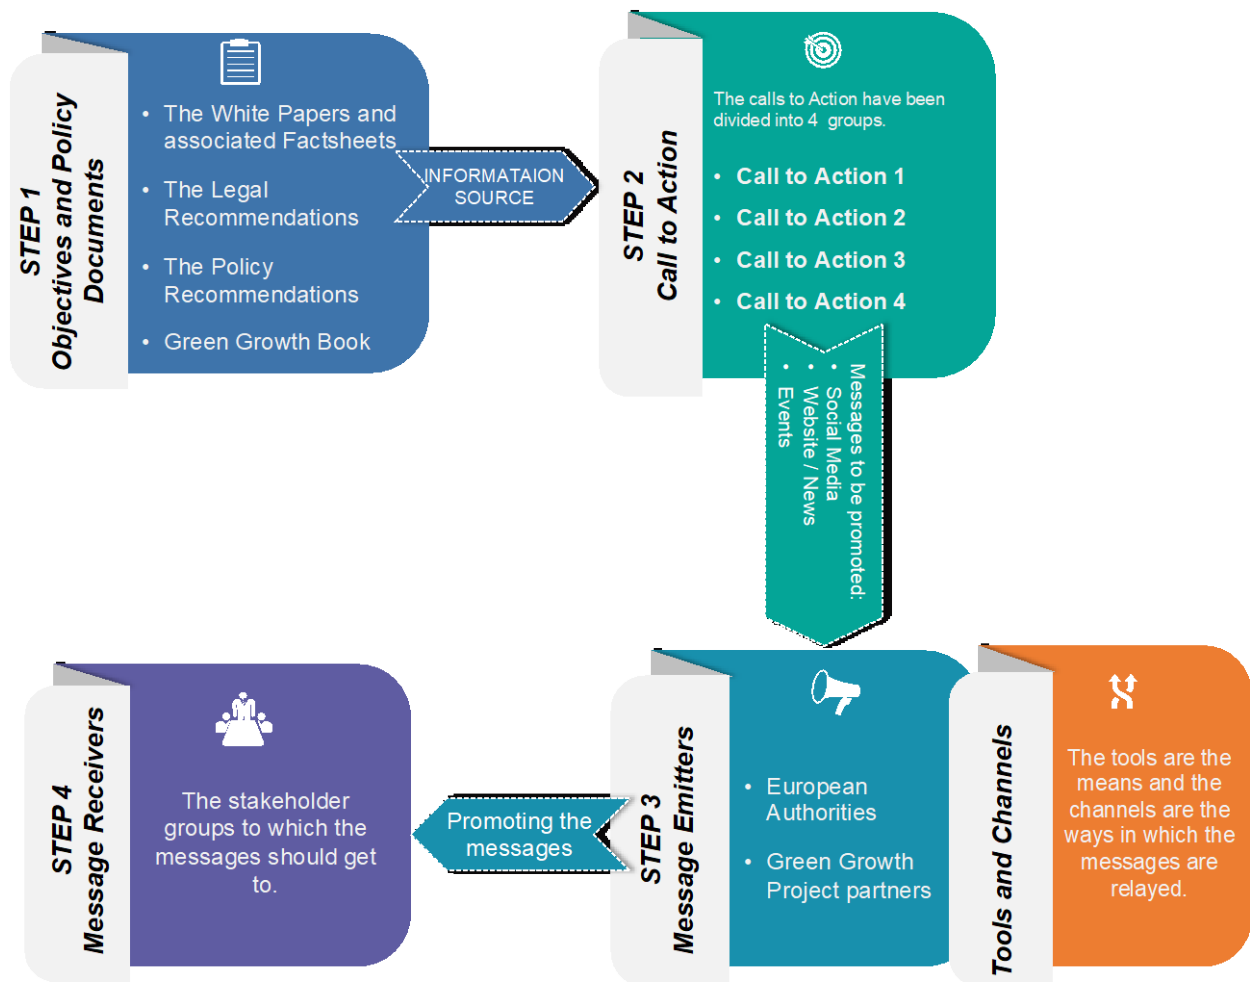 STEP 1
Objectives and Policy
Documents
• The White Papers and
associated Factsheets
• The Legal
Recommendations
• The Policy
Recommendations
• Green Growth Book
INFORMATAION
SOURCE
STEP 2
Call to Action
The calls to Action have been
divided into 4 groups.
• Call to Action 1
• Call to Action 2
• Call to Action 3
• Call to Action 4
Messages to be promoted:
• Social Media
• Website / News
• Events
STEP 3
Message Emitters
• European
Authorities
• Green Growth
Project partners
Tools and Channels
The tools are the
means and the
channels are the
ways in which the
messages are
relayed.
Promoting the
messages
STEP 4
Message Receivers
The stakeholder
groups to which the
messages should get
to.